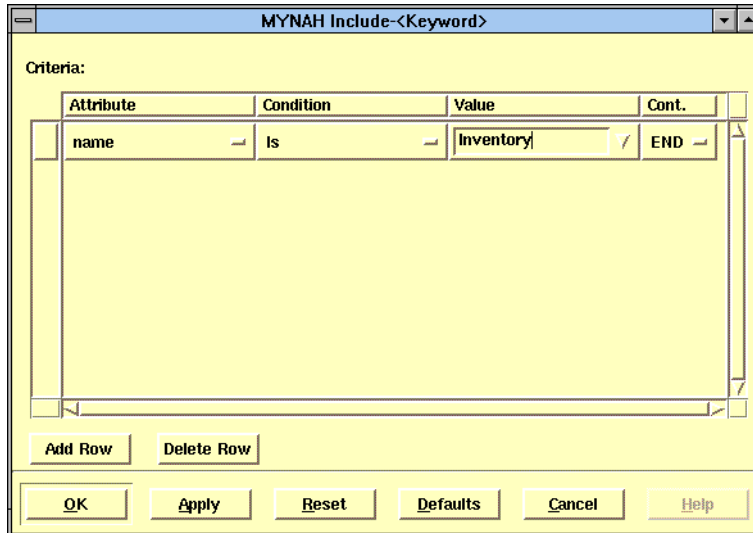 MYNAH Include-<Keyword>
Criteria:
Attribute Condition Value Cont.
name Is Inventory END
Add Row Delete Row
OK Apply Reset Defaults Cancel Help